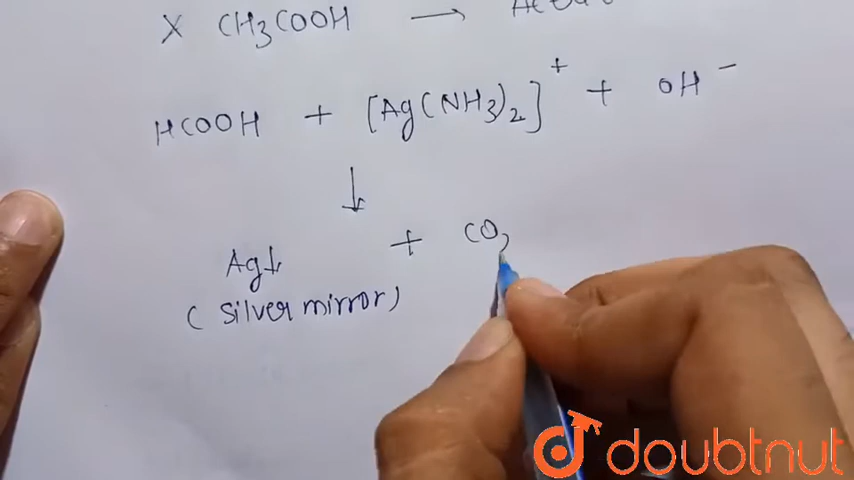 X CH3COOH →
HCOOH + [Ag(NH3)2]+ + OH−
↓
Ag↓ + CO2
(Silver mirror)
doubtnut